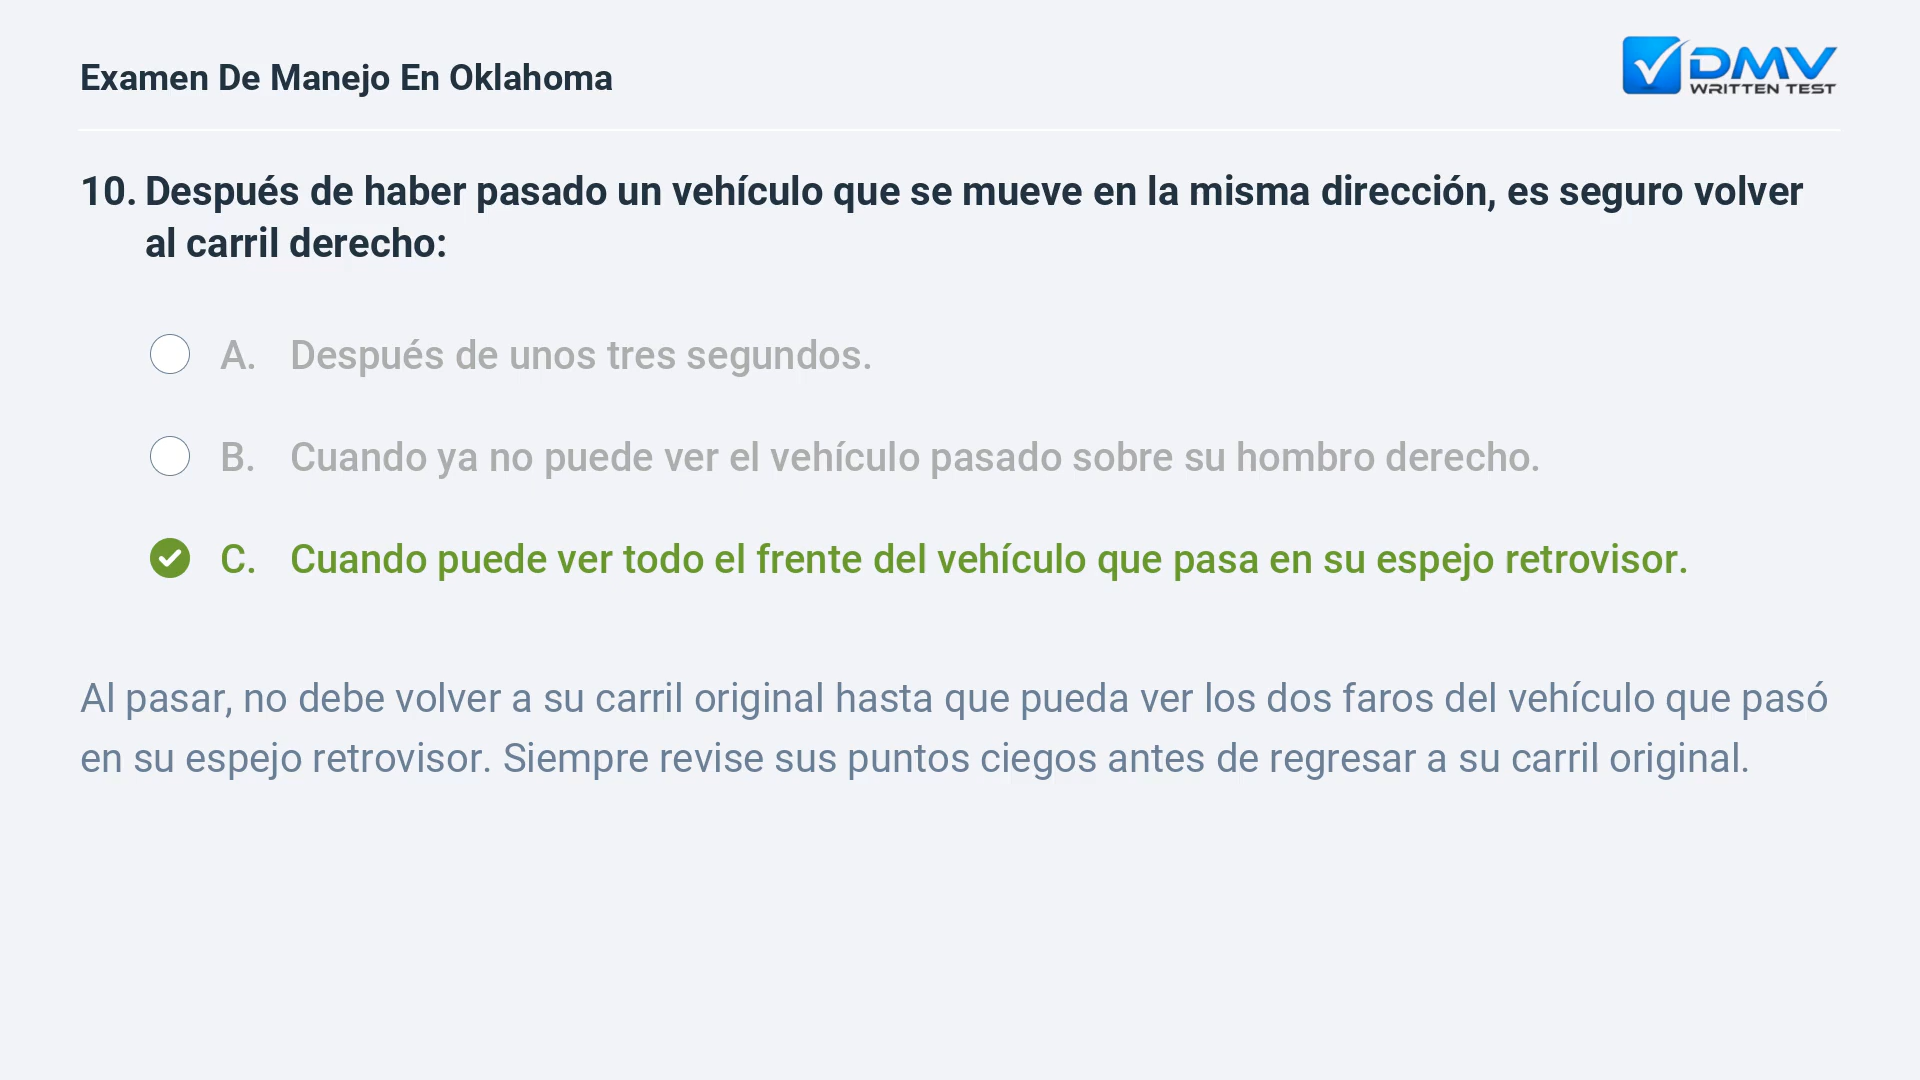 Examen De Manejo En Oklahoma
DMV
WRITTEN TEST
10. Después de haber pasado un vehículo que se mueve en la misma dirección, es seguro volver
al carril derecho:
A. Después de unos tres segundos.
B. Cuando ya no puede ver el vehículo pasado sobre su hombro derecho.
C. Cuando puede ver todo el frente del vehículo que pasa en su espejo retrovisor.
Al pasar, no debe volver a su carril original hasta que pueda ver los dos faros del vehículo que pasó
en su espejo retrovisor. Siempre revise sus puntos ciegos antes de regresar a su carril original.